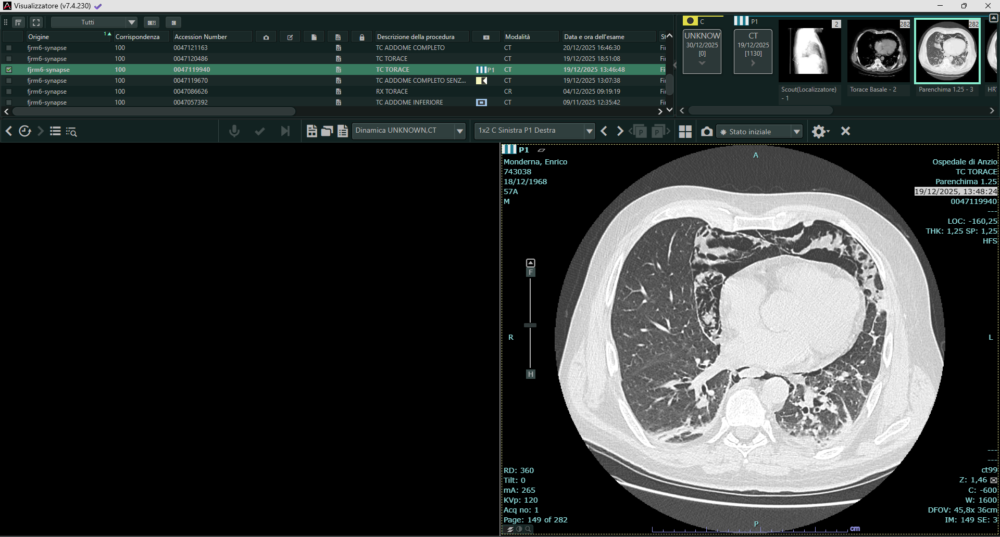 Visualizzatore (v7.4.230)
Tutti
Origine 1 Corrispondenza Accession Number Descrizione della procedura Modalità Data e ora dell'esame St
fjrm6-synapse 100 0047121163 TC ADDOME COMPLETO CT 20/12/2025 16:46:30 Fi
fjrm6-synapse 100 0047120486 TC TORACE CT 19/12/2025 18:51:08 Fi
fjrm6-synapse 100 0047119940 TC TORACE P1 CT 19/12/2025 13:46:48 Fi
fjrm6-synapse 100 0047119670 TC ADDOME COMPLETO SENZ... CT 19/12/2025 13:07:38 Fi
fjrm6-synapse 100 0047086626 RX TORACE CR 04/12/2025 09:19:19 Fi
fjrm6-synapse 100 0047057392 TC ADDOME INFERIORE CT 09/11/2025 12:35:42 Fi
C P1
UNKNOW
30/12/2025
[0]
CT
19/12/2025
[1130]
2
Scout(Localizzatore)
- 1
282
Torace Basale - 2
282
Parenchima 1.25 - 3
HR
Dinamica UNKNOWN,CT
1x2 C Sinistra P1 Destra
P P
Stato iniziale
P1
Monderna, Enrico
743038
18/12/1968
57A
M
A
Ospedale di Anzio
TC TORACE
Parenchima 1.25
19/12/2025, 13:48:24
0047119940
---
LOC: -160,25
THK: 1,25 SP: 1,25
HFS
F
H
R
L
RD: 360
Tilt: 0
mA: 265
KVp: 120
Acq no: 1
Page: 149 of 282
P
cm
---
---
ct99
Z: 1,46
C: -600
W: 1600
DFOV: 45,8x 36cm
IM: 149 SE: 3